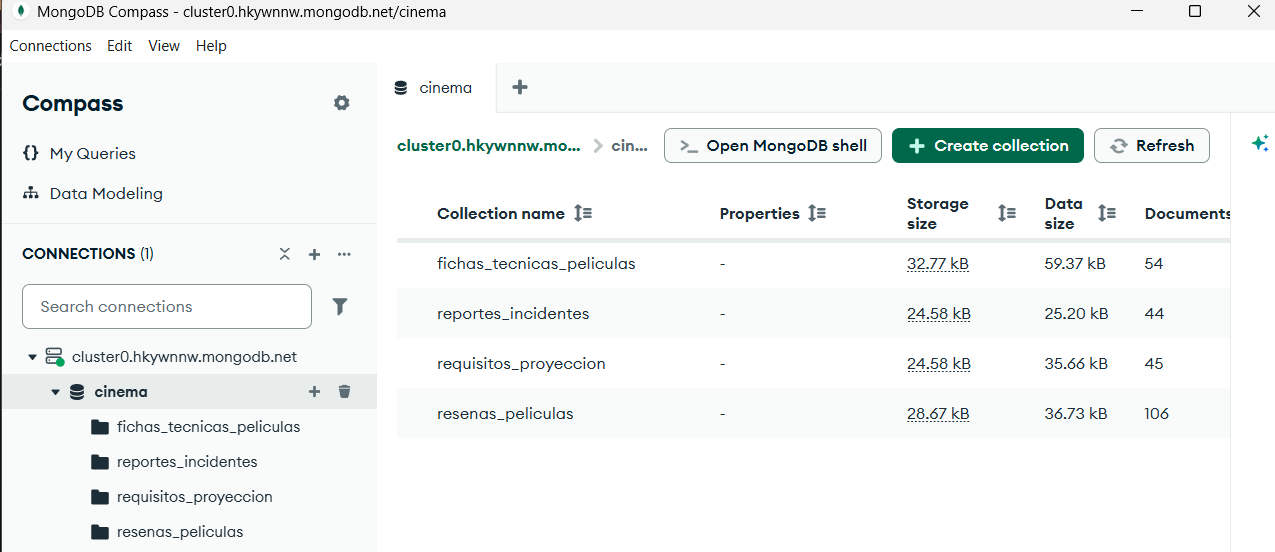 MongoDB Compass - cluster0.hkywnnw.mongodb.net/cinema
Connections Edit View Help
Compass
My Queries
Data Modeling
CONNECTIONS (1)
Search connections
cluster0.hkywnnw.mongodb.net
cinema
fichas_tecnicas_peliculas
reportes_incidentes
requisitos_proyeccion
resenas_peliculas
cinema
cluster0.hkywnnw.mo... cin... Open MongoDB shell Create collection Refresh
Collection name Properties Storage size Data size Documents
fichas_tecnicas_peliculas - 32.77 kB 59.37 kB 54
reportes_incidentes - 24.58 kB 25.20 kB 44
requisitos_proyeccion - 24.58 kB 35.66 kB 45
resenas_peliculas - 28.67 kB 36.73 kB 106